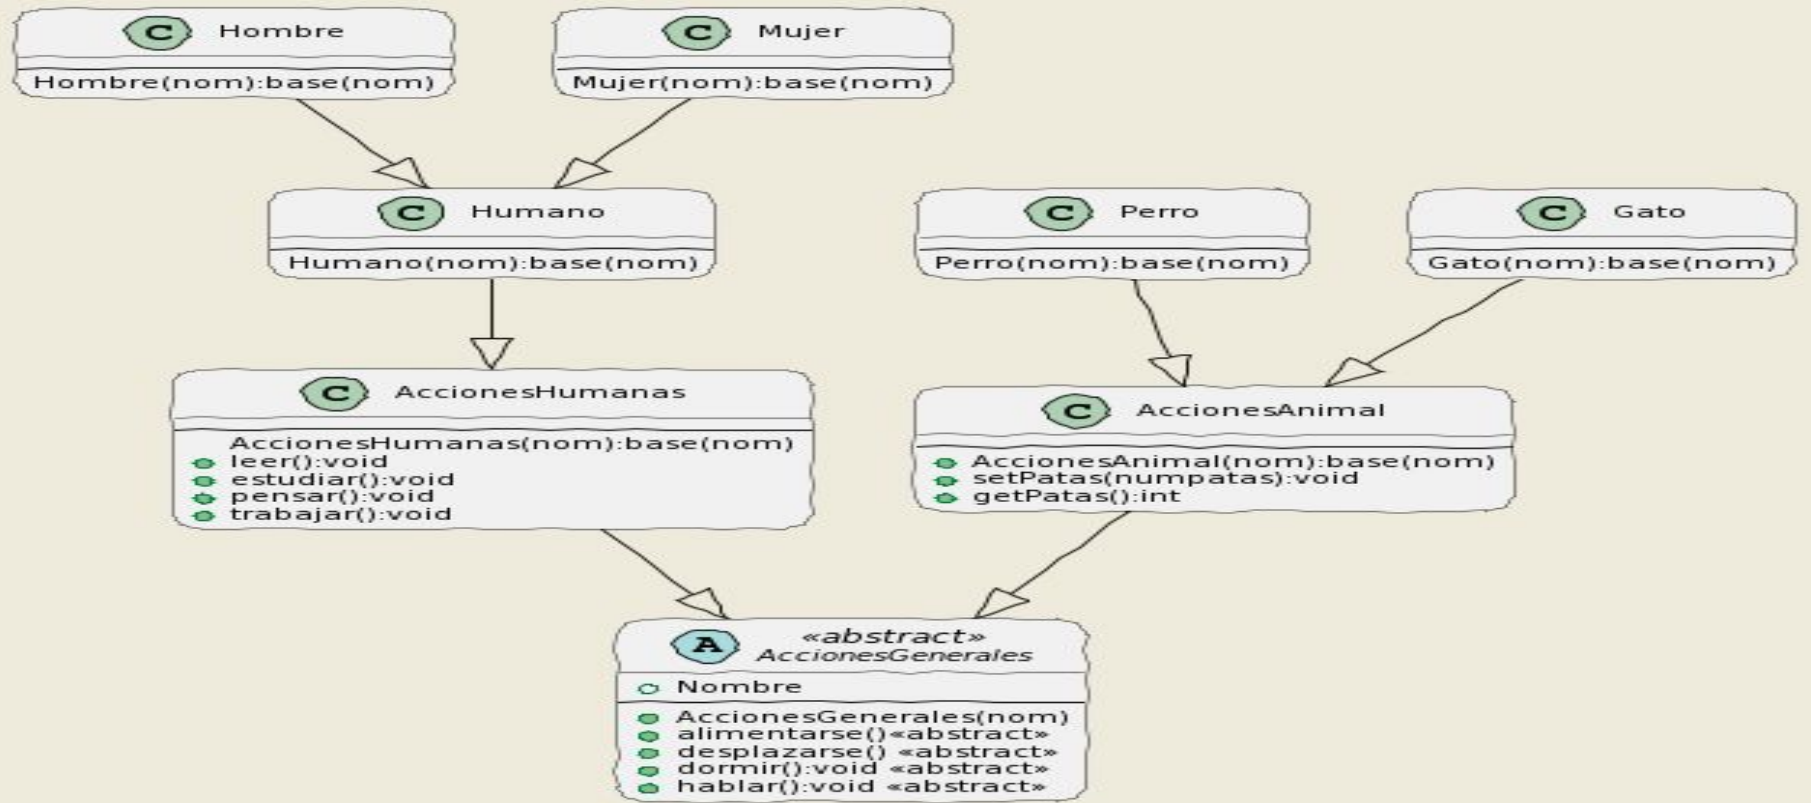 C Hombre
Hombre(nom):base(nom)
C Mujer
Mujer(nom):base(nom)
C Humano
Humano(nom):base(nom)
C Perro
Perro(nom):base(nom)
C Gato
Gato(nom):base(nom)
C AccionesHumanas
AccionesHumanas(nom):base(nom)
leer():void
estudiar():void
pensar():void
trabajar():void
C AccionesAnimal
AccionesAnimal(nom):base(nom)
setPatas(numpatas):void
getPatas():int
A «abstract»
AccionesGenerales
Nombre
AccionesGenerales(nom)
alimentarse()«abstract»
desplazarse() «abstract»
dormir():void «abstract»
hablar():void «abstract»